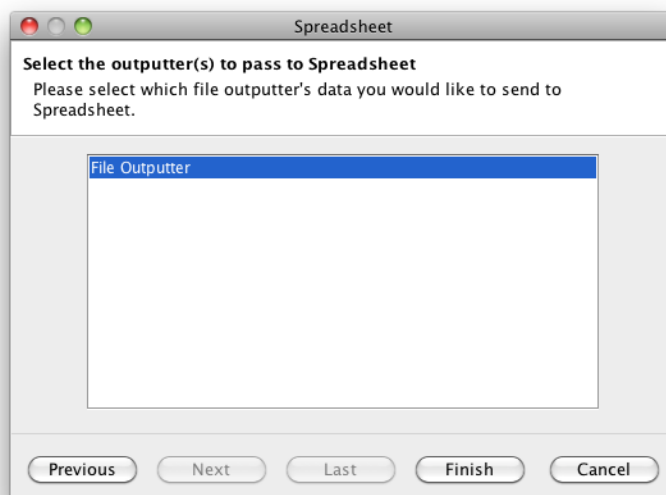 Spreadsheet
Select the outputter(s) to pass to Spreadsheet
Please select which file outputter's data you would like to send to
Spreadsheet.
File Outputter
Previous Next Last Finish Cancel